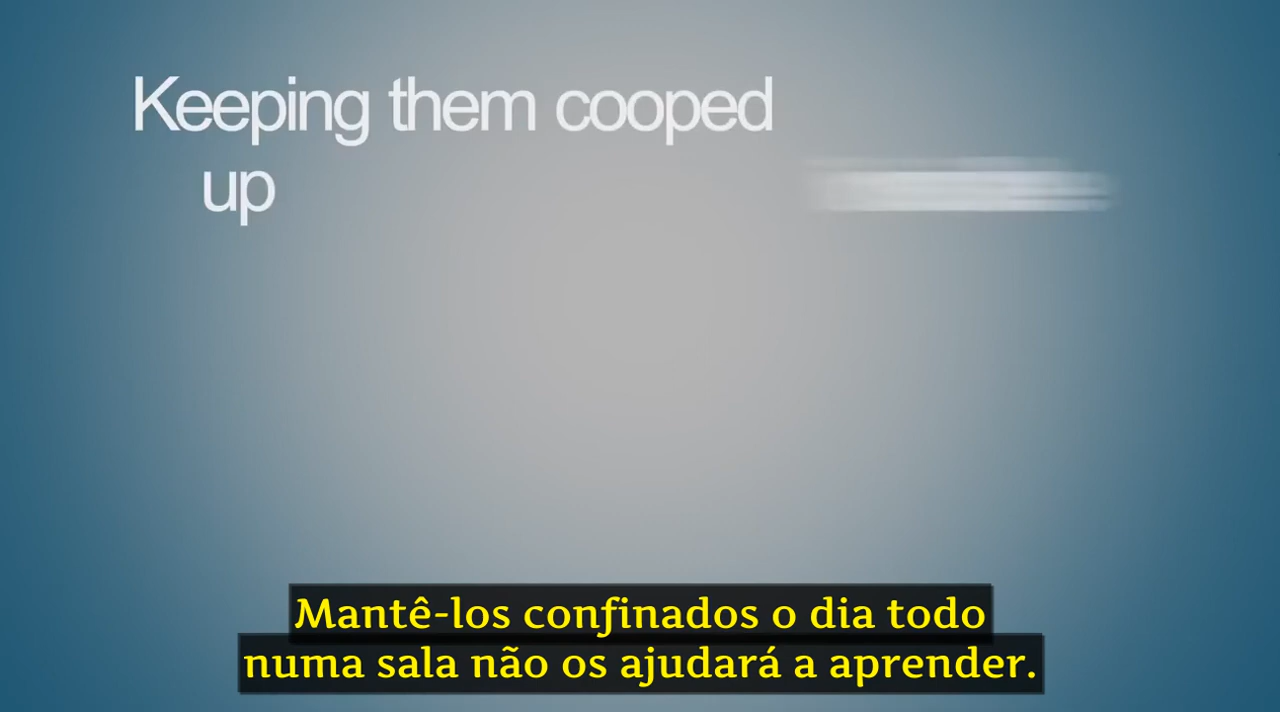 Keeping them cooped
up
Mantê-los confinados o dia todo
numa sala não os ajudará a aprender.